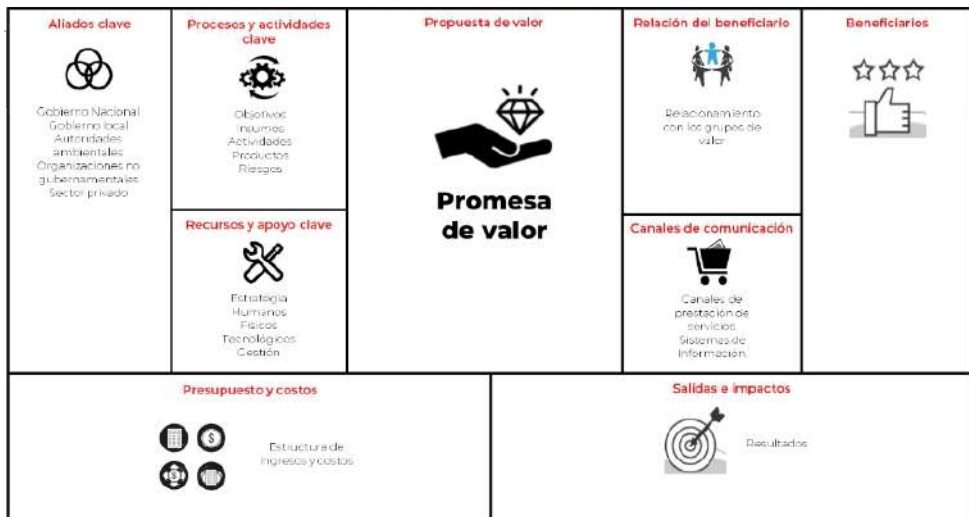 Aliados clave
Gobierno Nacional
Gobierno local
Autoridades
ambientales
Organizaciones no
gubernamentales
Sector privado
Procesos y actividades
clave
Objetivos
Insumos
Actividades
Productos
Riesgos
Recursos y apoyo clave
Estrategia
Humanos
Físicos
Tecnológicos
Gestión
Propuesta de valor
Promesa
de valor
Relación del beneficiario
Relacionamiento
con los grupos de
valor
Canales de comunicación
Canales de
prestación de
servicios
Sistemas de
Información.
Beneficiarios
Presupuesto y costos
Estructura de
ingresos y costos
Salidas e impactos
Resultados